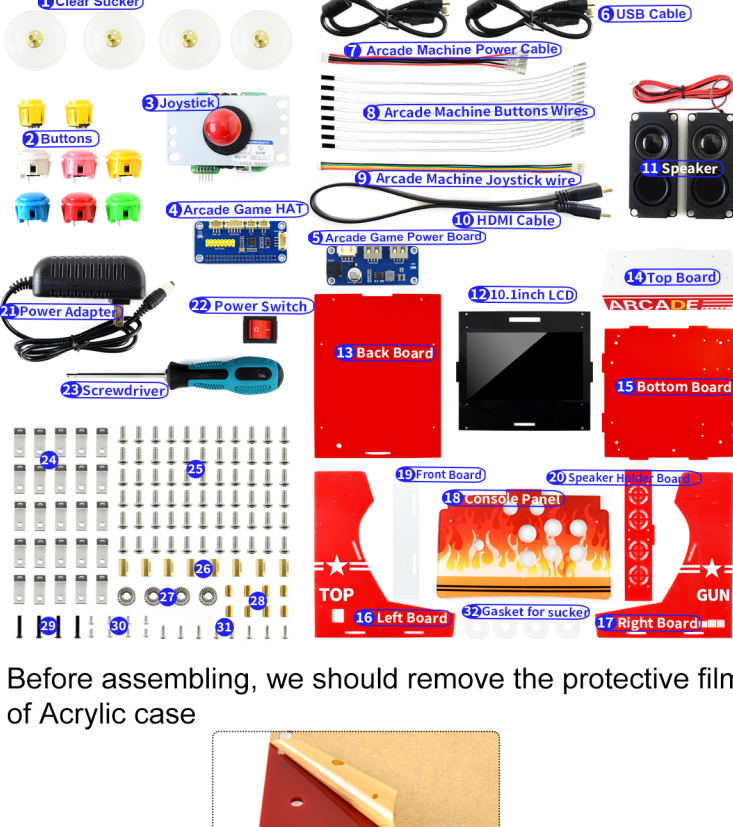 1 Clear Sucker
6 USB Cable
7 Arcade Machine Power Cable
3 Joystick
8 Arcade Machine Buttons Wires
2 Buttons
11 Speaker
9 Arcade Machine Joystick wire
4 Arcade Game HAT
10 HDMI Cable
5 Arcade Game Power Board
14 Top Board
12 10.1inch LCD
22 Power Switch
ARCADE
21 Power Adapter
13 Back Board
15 Bottom Board
23 Screwdriver
24
25
19 Front Board
20 Speaker Holder Board
18 Console Panel
26
27
28
TOP
GUN
32 Gasket for sucker
16 Left Board
17 Right Board
29
30
31
Before assembling, we should remove the protective film
of Acrylic case